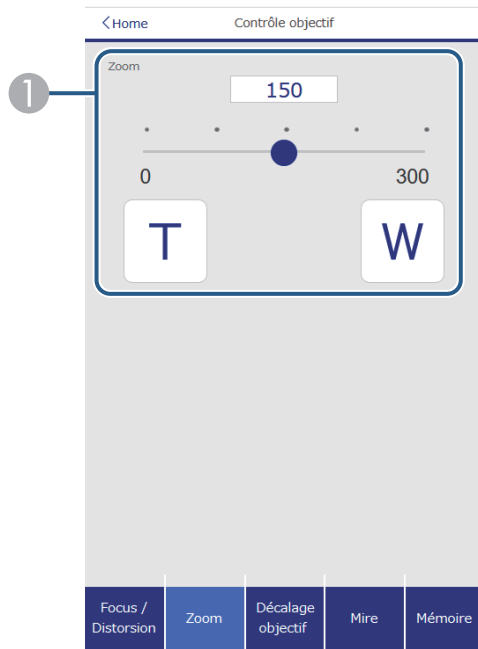 Home Contrôle objectif
1
Zoom
150
0 300
T W
Focus / Distorsion
Zoom
Décalage objectif
Mire
Mémoire